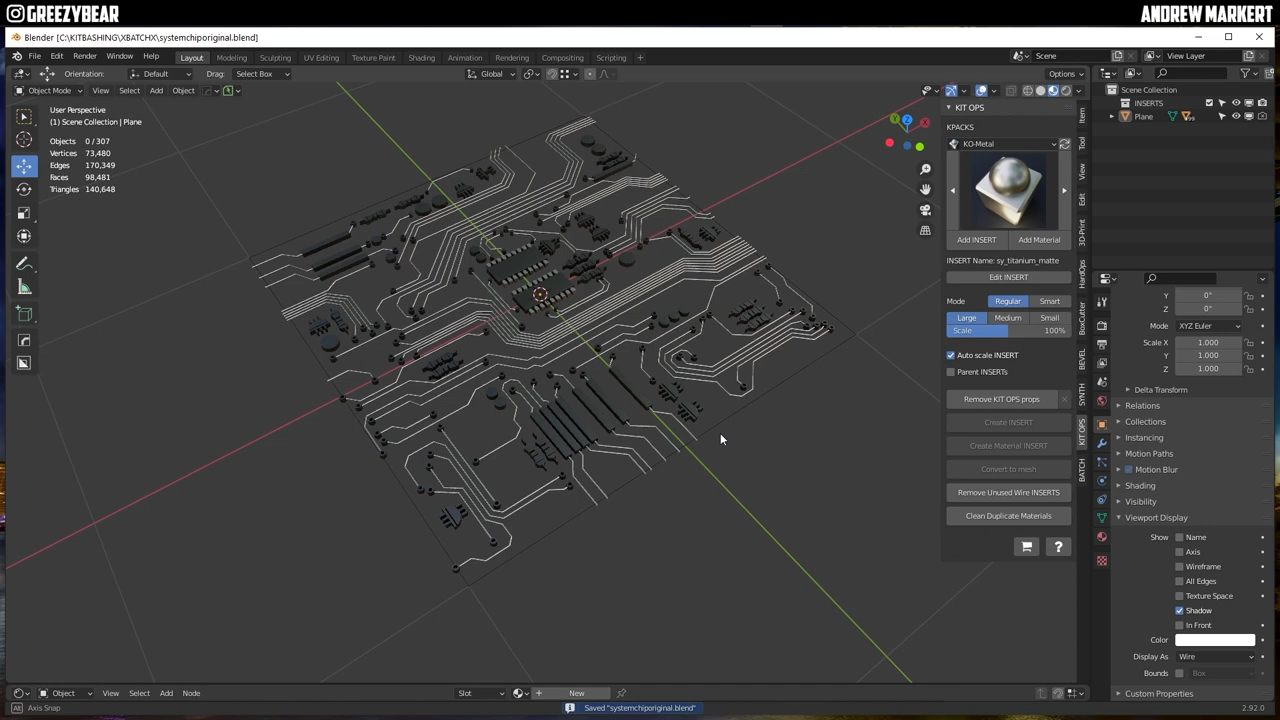 GREEZYBEAR
ANDREW MARKERT
Blender [C:\KITBASHING\XBATCHX\systemchiporiginal.blend]
File Edit Render Window Help Layout Modeling Sculpting UV Editing Texture Paint Shading Animation Rendering Compositing Scripting + Scene View Layer
Orientation: Default Drag: Select Box Global Options
Object Mode View Select Add Object
User Perspective
(1) Scene Collection | Plane
Objects 0 / 307
Vertices 73,480
Edges 170,349
Faces 98,481
Triangles 140,648
KIT OPS
KPACKS
KO-Metal
Add INSERT Add Material
INSERT Name: sy_titanium_matte
Edit INSERT
Mode Regular Smart
Large Medium Small
Scale 100%
Auto scale INSERT
Parent INSERTs
Remove KIT OPS props
Create INSERT
Create Material INSERT
Convert to mesh
Remove Unused Wire INSERTS
Clean Duplicate Materials
?
Item
Tool
View
Edit
3D-Print
HardOps
BoxCutter
BEVEL
SYNTH
KIT OPS
BATCH
Scene Collection
INSERTS
Plane
Y 0°
Z 0°
Mode XYZ Euler
Scale X 1.000
Y 1.000
Z 1.000
Delta Transform
Relations
Collections
Instancing
Motion Paths
Motion Blur
Shading
Visibility
Viewport Display
Show Name
Axis
Wireframe
All Edges
Texture Space
Shadow
In Front
Color
Display As Wire
Bounds Box
Custom Properties
Object View Select Add Node Slot + New
Axis Snap Saved "systemchiporiginal.blend" 2.92.0